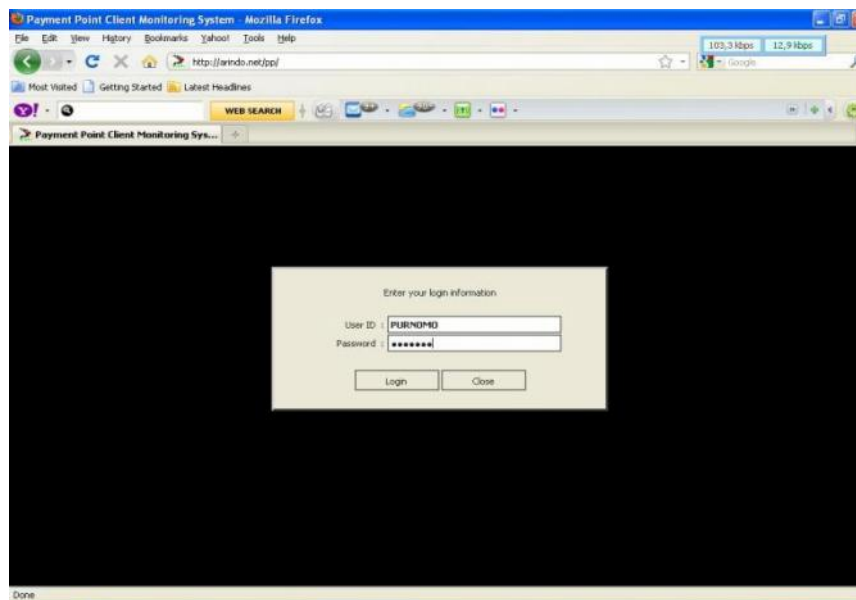 Payment Point Client Monitoring System - Mozilla Firefox
File Edit View History Bookmarks Yahoo! Tools Help
103,3 kbps 12,9 kbps
http://arindo.net/pp/
Google
Most Visited Getting Started Latest Headlines
Y! WEB SEARCH
Payment Point Client Monitoring Sys...
Enter your login information
User ID : PURNOMO
Password : •••••••
Login Close
Done